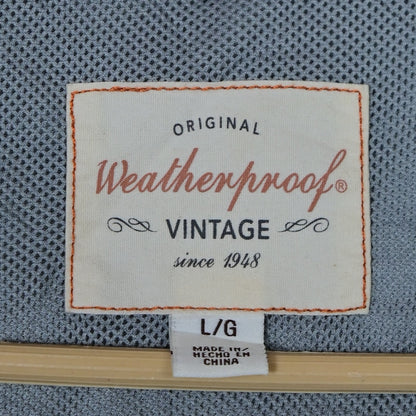 ORIGINAL
Weatherproof®
VINTAGE
since 1948
L/G
MADE IN/
HECHO EN
CHINA